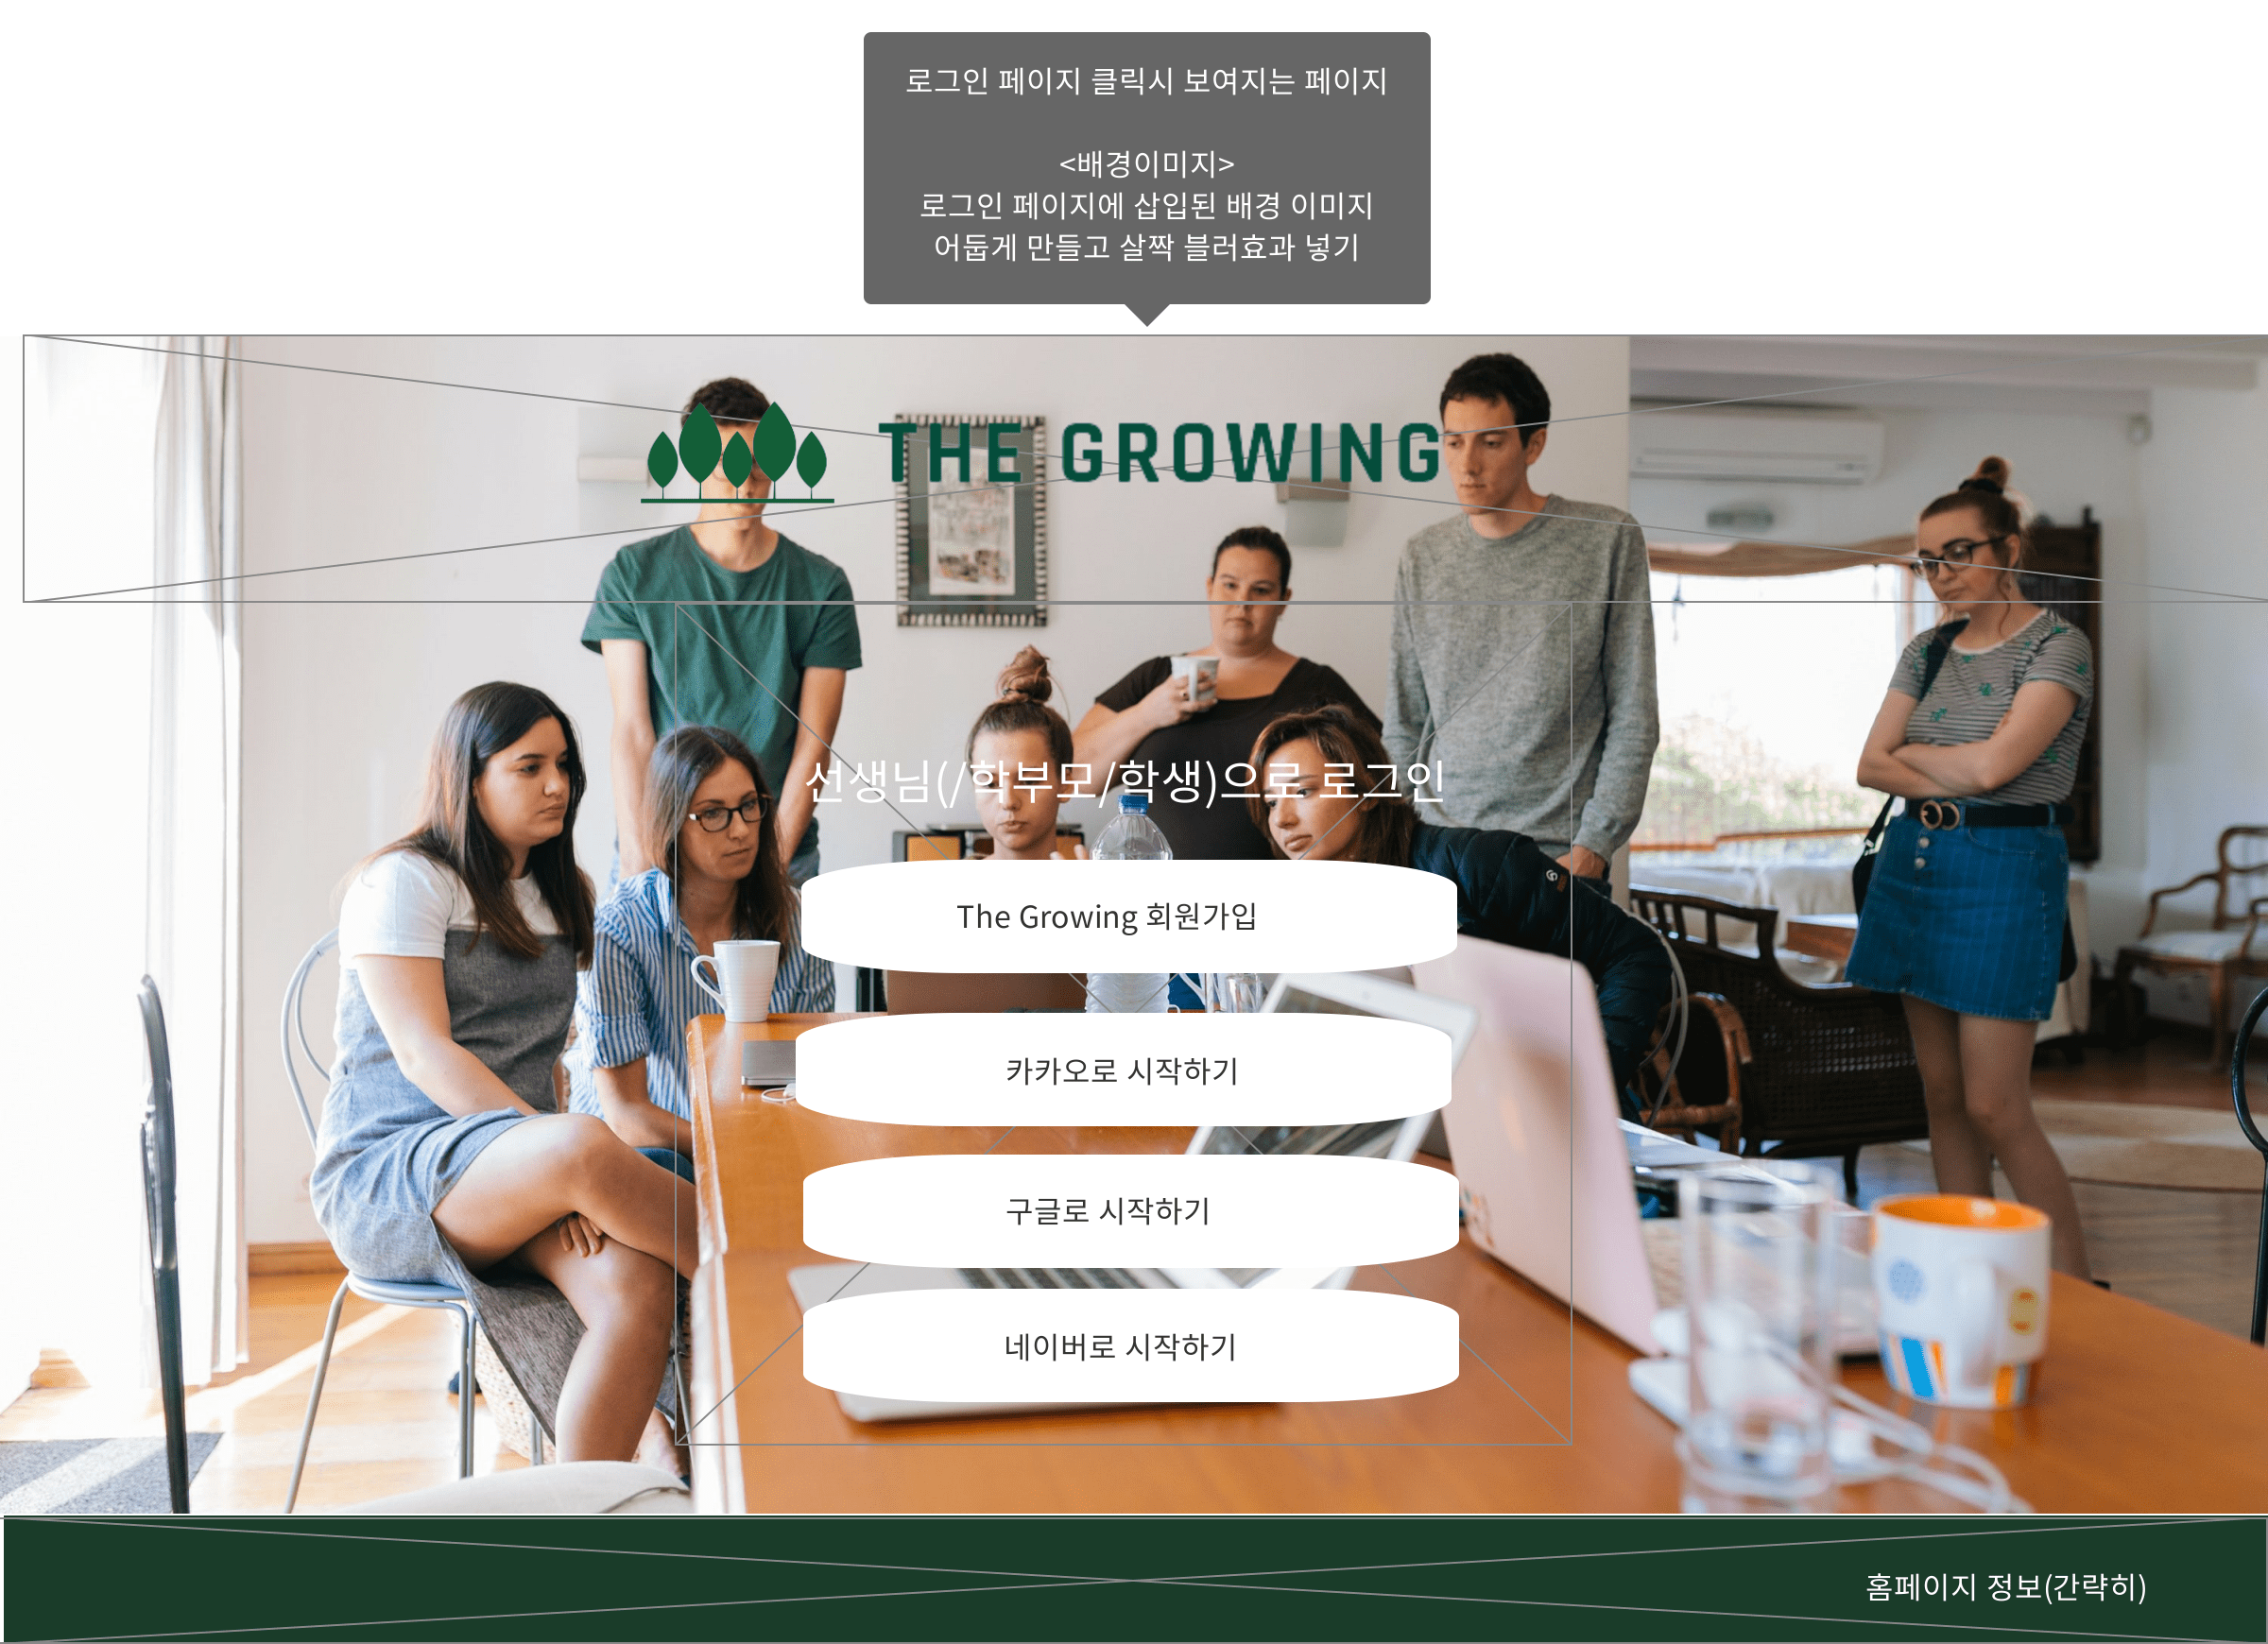 로그인 페이지 클릭시 보여지는 페이지
<배경이미지>
로그인 페이지에 삽입된 배경 이미지
어둡게 만들고 살짝 블러효과 넣기
THE GROWING
선생님(/학부모/학생)으로 로그인
The Growing 회원가입
카카오로 시작하기
구글로 시작하기
네이버로 시작하기
홈페이지 정보(간략히)